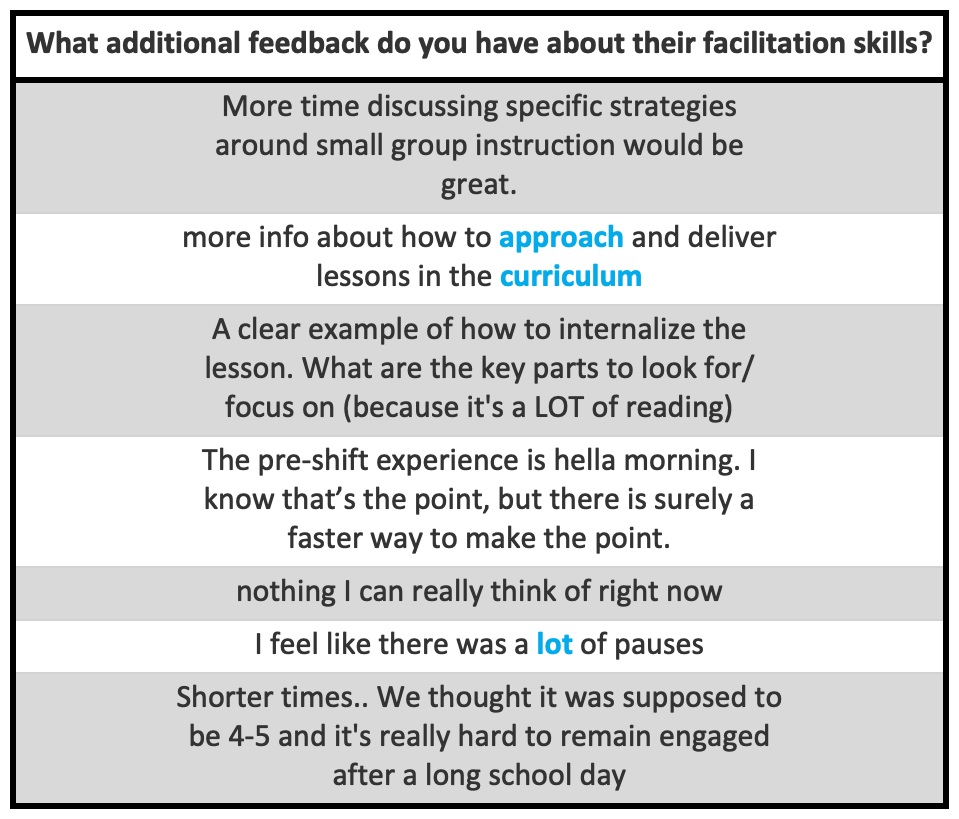 What additional feedback do you have about their facilitation skills?
More time discussing specific strategies
around small group instruction would be
great.
more info about how to approach and deliver
lessons in the curriculum
A clear example of how to internalize the
lesson. What are the key parts to look for/
focus on (because it's a LOT of reading)
The pre-shift experience is hella morning. I
know that’s the point, but there is surely a
faster way to make the point.
nothing I can really think of right now
I feel like there was a lot of pauses
Shorter times.. We thought it was supposed to
be 4-5 and it's really hard to remain engaged
after a long school day